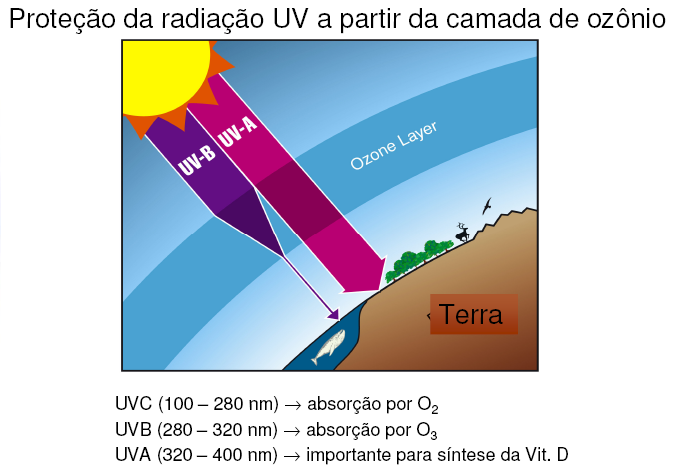 Proteção da radiação UV a partir da camada de ozônio
UV-B
UV-A
Ozone Layer
Terra
UVC (100 – 280 nm) → absorção por O₂
UVB (280 – 320 nm) → absorção por O₃
UVA (320 – 400 nm) → importante para síntese da Vit. D